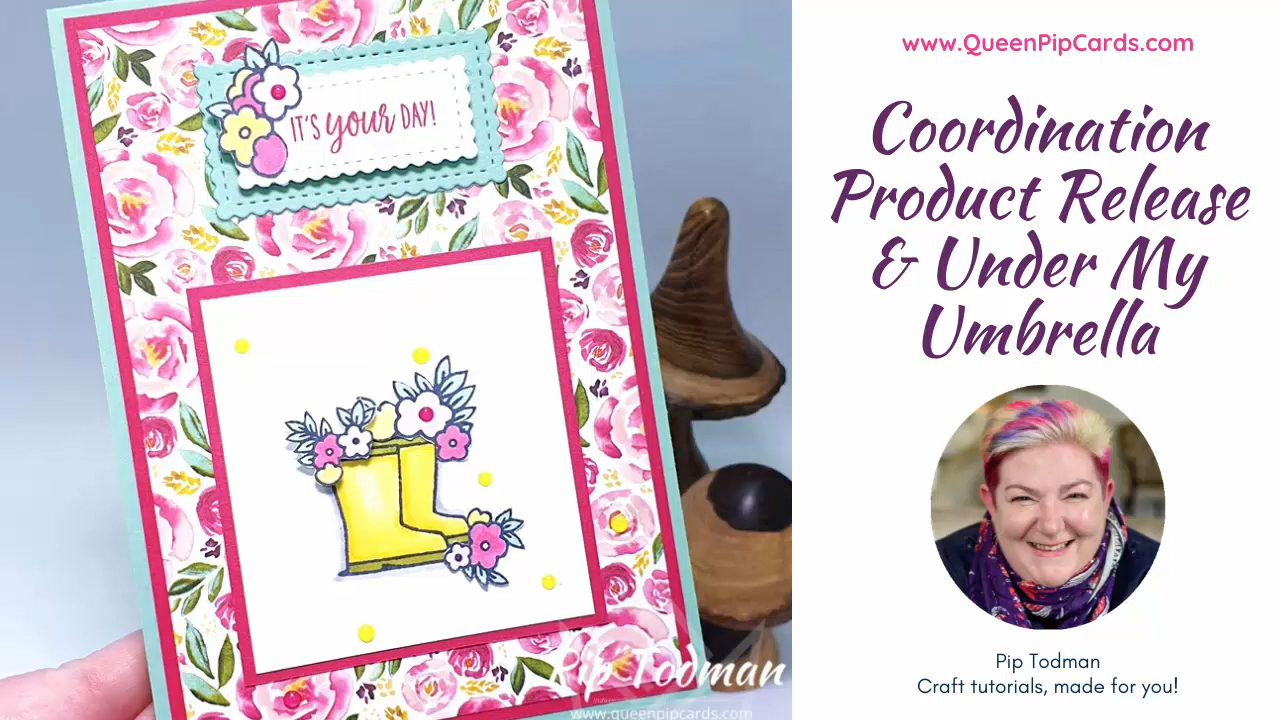 IT'S your DAY!
Pip Todman
www.queenpipcards.com
www.QueenPipCards.com
Coordination
Product Release
& Under My
Umbrella
Pip Todman
Craft tutorials, made for you!